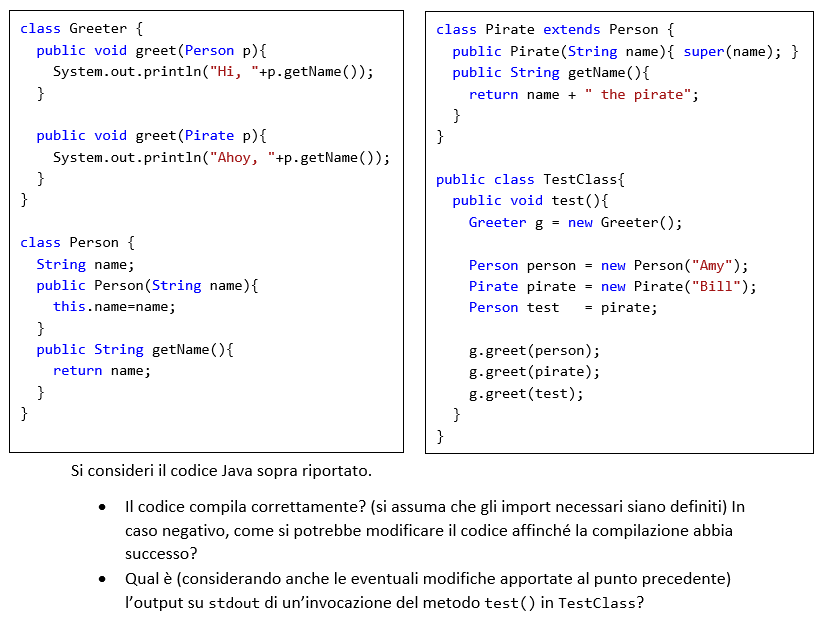 class Greeter {
  public void greet(Person p){
    System.out.println("Hi, "+p.getName());
  }

  public void greet(Pirate p){
    System.out.println("Ahoy, "+p.getName());
  }
}

class Person {
  String name;
  public Person(String name){
    this.name=name;
  }
  public String getName(){
    return name;
  }
}

class Pirate extends Person {
  public Pirate(String name){ super(name); }
  public String getName(){
    return name + " the pirate";
  }
}

public class TestClass{
  public void test(){
    Greeter g = new Greeter();

    Person person = new Person("Amy");
    Pirate pirate = new Pirate("Bill");
    Person test   = pirate;

    g.greet(person);
    g.greet(pirate);
    g.greet(test);
  }
}

Si consideri il codice Java sopra riportato.
• Il codice compila correttamente? (si assuma che gli import necessari siano definiti) In
caso negativo, come si potrebbe modificare il codice affinché la compilazione abbia
successo?
• Qual è (considerando anche le eventuali modifiche apportate al punto precedente)
l'output su stdout di un'invocazione del metodo test() in TestClass?